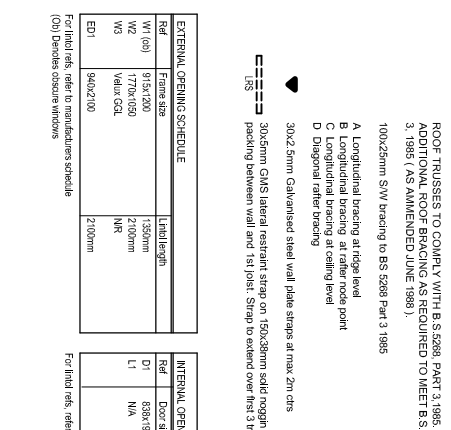 ROOF TRUSSES TO COMPLY WITH B.S.5268, PART 3,1985.
ADDITIONAL ROOF BRACING AS REQUIRED TO MEET B.S.
3, 1985 ( AS AMMENDED JUNE 1988 ).
100x25mm S/W bracing to BS 5268 Part 3 1985
A Longitudinal bracing at ridge level
B Longitudinal bracing at rafter node point
C Longitudinal bracing at ceiling level
D Diagonal rafter bracing
30x2.5mm Galvanised steel wall plate straps at max 2m ctrs
LRS
30x5mm GMS lateral restraint strap on 150x38mm solid noggin
packing between wall and 1st joist. Strap to extend over first 3 tr
EXTERNAL OPENING SCHEDULE
Ref Frame size Lintol length
W1 (ob) 915x1200 1350mm
W2 1770x1050 2100mm
W3 Velux GGL N/R
ED1 940x2100 2100mm
For lintol refs, refer to manufacturers schedule
(Ob) Denotes obscure windows
INTERNAL OPEN
Ref Door si
D1 838x19
L1 N/A
For lintol refs, refe